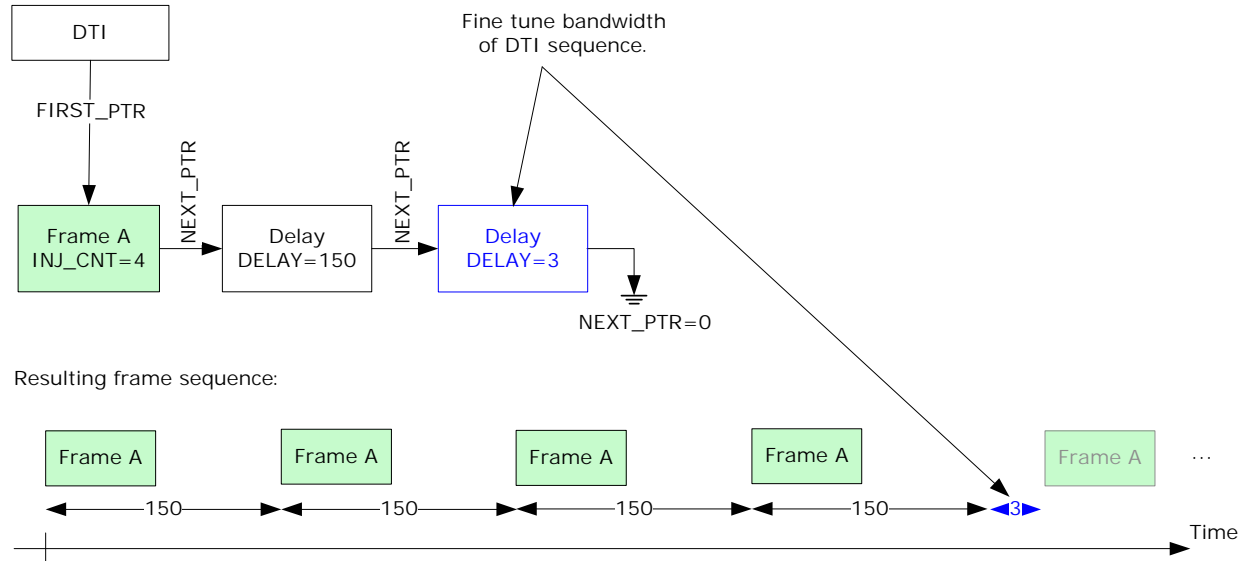 DTI
Fine tune bandwidth
of DTI sequence.
FIRST_PTR
NEXT_PTR
NEXT_PTR
Frame A
INJ_CNT=4
Delay
DELAY=150
Delay
DELAY=3
NEXT_PTR=0
Resulting frame sequence:
Frame A
Frame A
Frame A
Frame A
Frame A
...
150
150
150
150
3
Time